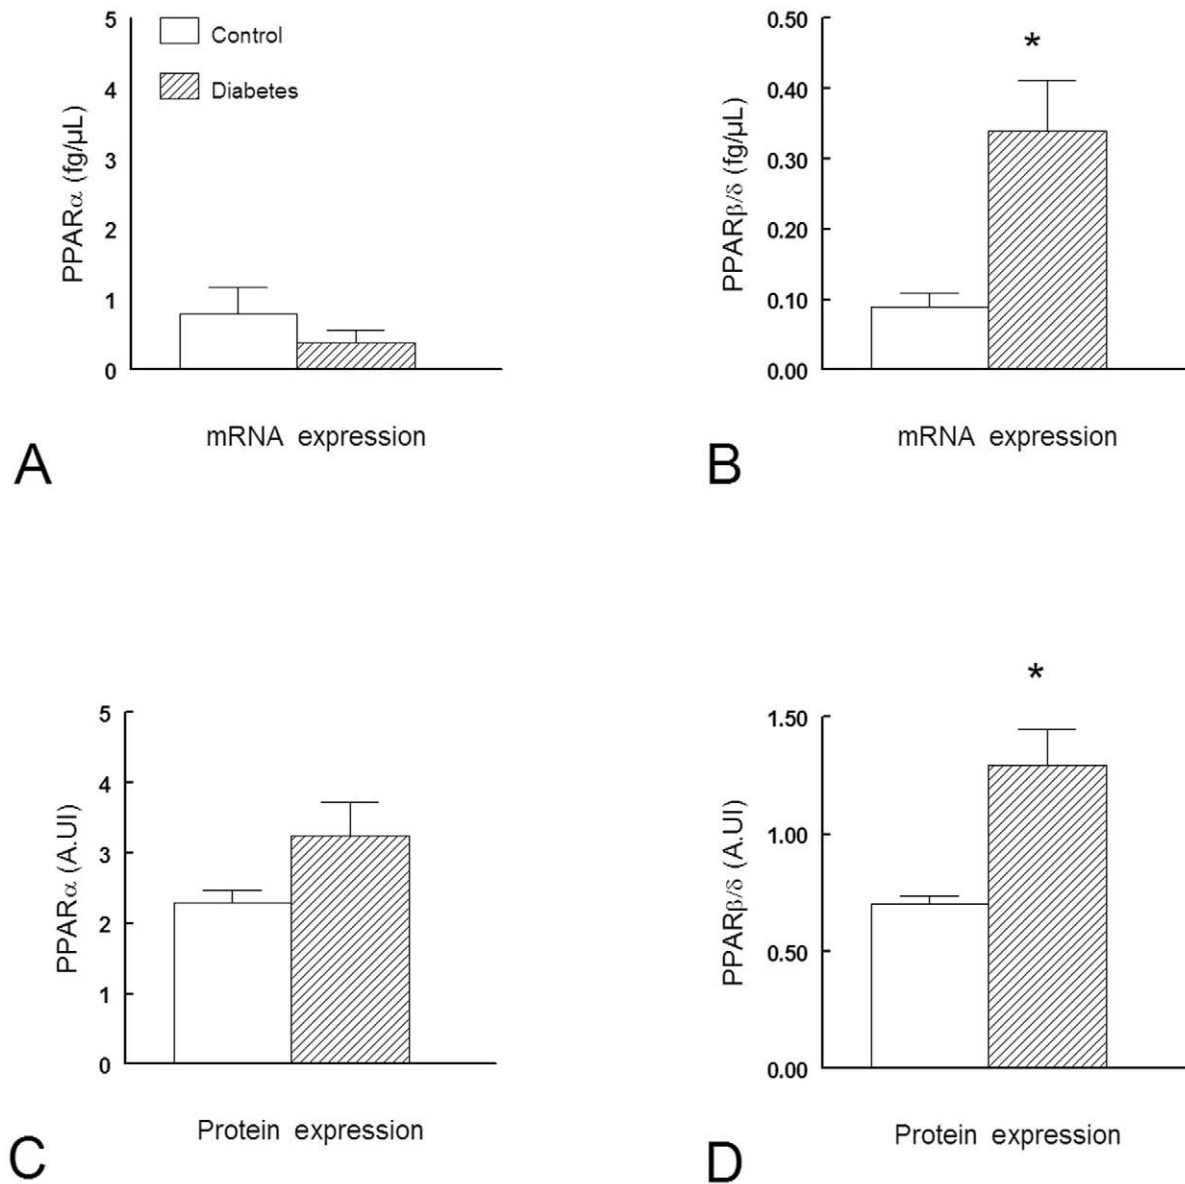 5
4
3
2
1
0
PPARα (fg/μL)
Control
Diabetes
mRNA expression
A
0.50
0.40
0.30
0.20
0.10
0.00
PPARβ/δ (fg/μL)
*
mRNA expression
B
5
4
3
2
1
0
PPARα (A.UI)
Protein expression
C
1.50
1.00
0.50
0.00
PPARβ/δ (A.UI)
*
Protein expression
D